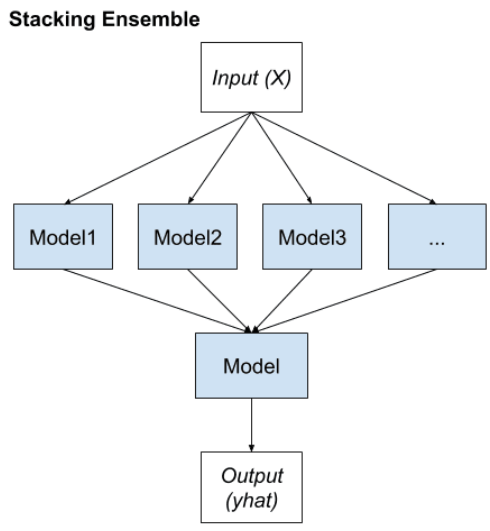 Stacking Ensemble
Input (X)
Model1
Model2
Model3
...
Model
Output
(yhat)